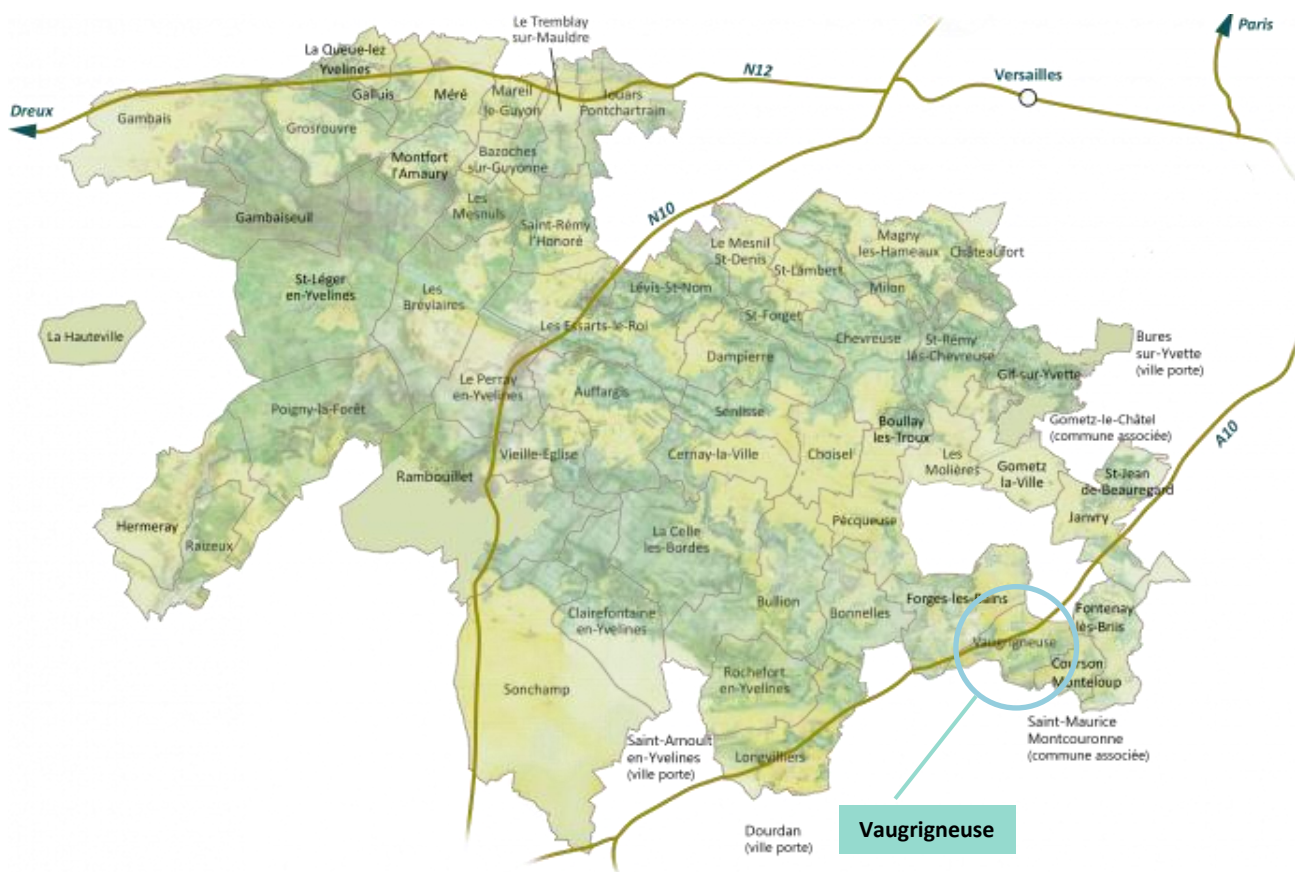 Le Tremblay
sur-Mauldre
Paris
La Queue-lez
Yvelines
N12
Versailles
Dreux
Gambais
Galluis
Méré
Mareil
le-Guyon
Jouars
Pontchartrain
Grosrouvre
Montfort
l'Amaury
Bazoches
sur-Guyonne
Gambaiseuil
Les
Mesnuls
Saint-Rémy
l'Honoré
N10
Le Mesnil
St-Denis
Magny
les-Hameaux
Châteaufort
St-Lambert
St-Léger
en-Yvelines
Les
Bréviaires
Lévis-St-Nom
Milon
La Hauteville
Les Essarts-le-Roi
St-Forget
Chevreuse
St-Rémy
lès-Chevreuse
Bures
sur-Yvette
(ville porte)
Dampierre
Gif-sur-Yvette
Le Perray
en-Yvelines
Auffargis
Poigny-la-Forêt
Senlisse
Boullay
les-Troux
Gometz-le-Châtel
(commune associée)
A10
Rambouillet
Vieille-Eglise
Cernay-la-Ville
Choisel
Les
Molières
Gometz
la-Ville
St-Jean
de-Beauregard
Hermeray
Raizeux
La Celle
les-Bordes
Pécqueuse
Janvry
Clairefontaine
en-Yvelines
Bullion
Bonnelles
Forges-les-Bains
Fontenay
lès-Briis
Vaugrigneuse
Courson
Monteloup
Sonchamp
Rochefort
en-Yvelines
Saint-Maurice
Montcouronne
(commune associée)
Saint-Arnoult
en-Yvelines
(ville porte)
Longvilliers
Dourdan
(ville porte)
Vaugrigneuse